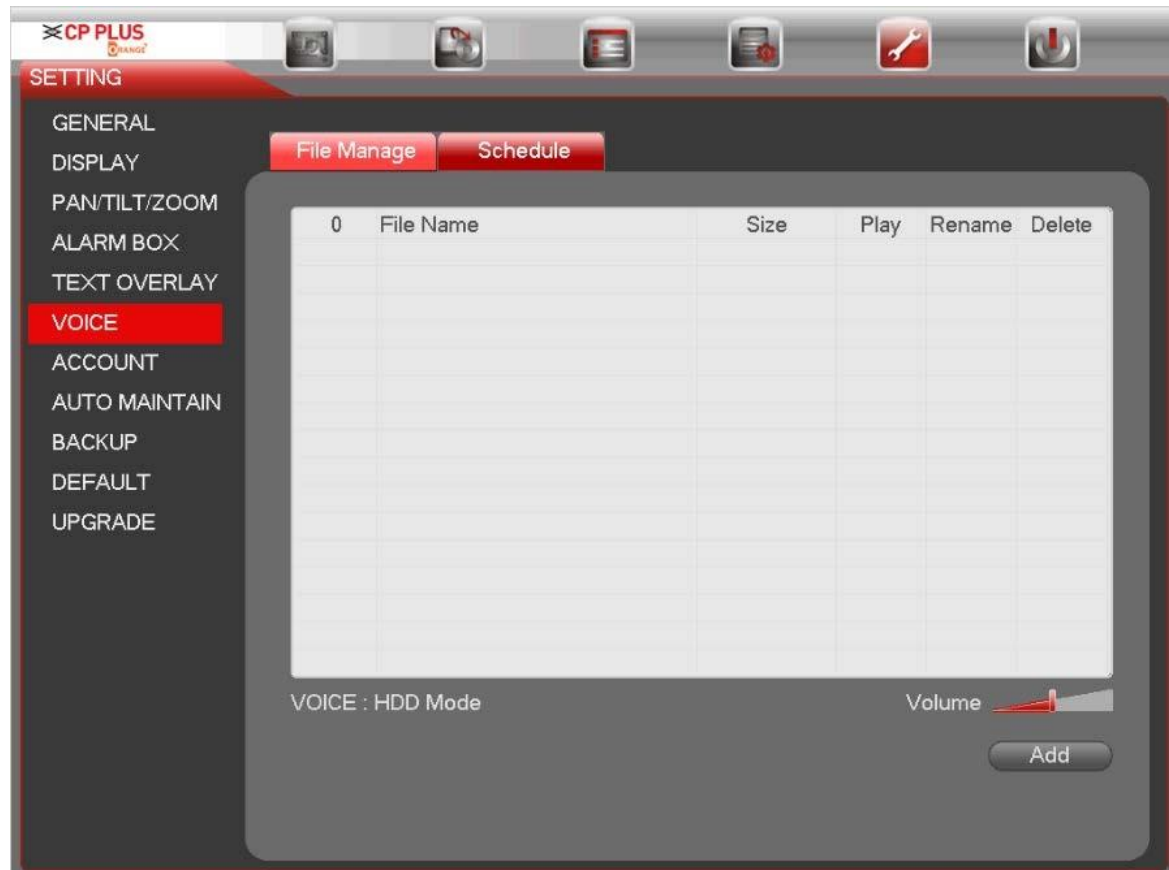 CP PLUS
ORANGE
SETTING
GENERAL
DISPLAY
PAN/TILT/ZOOM
ALARM BOX
TEXT OVERLAY
VOICE
ACCOUNT
AUTO MAINTAIN
BACKUP
DEFAULT
UPGRADE
File Manage Schedule
0 File Name Size Play Rename Delete
VOICE : HDD Mode Volume
Add